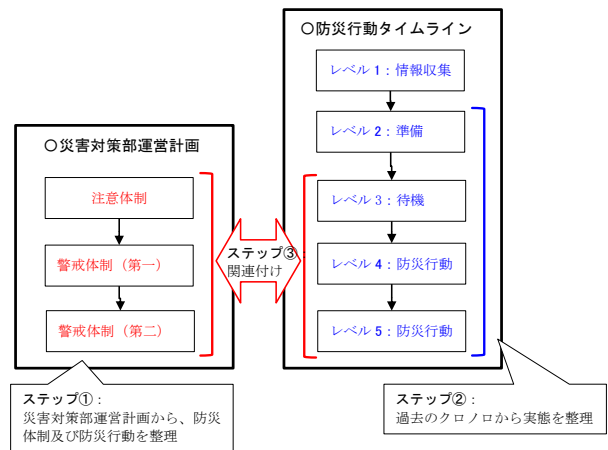 ○防災行動タイムライン
レベル1：情報収集
レベル2：準備
レベル3：待機
レベル4：防災行動
レベル5：防災行動
○災害対策部運営計画
注意体制
警戒体制（第一）
警戒体制（第二）
ステップ③
関連付け
ステップ①：
災害対策部運営計画から、防災
体制及び防災行動を整理
ステップ②：
過去のクロノロから実態を整理